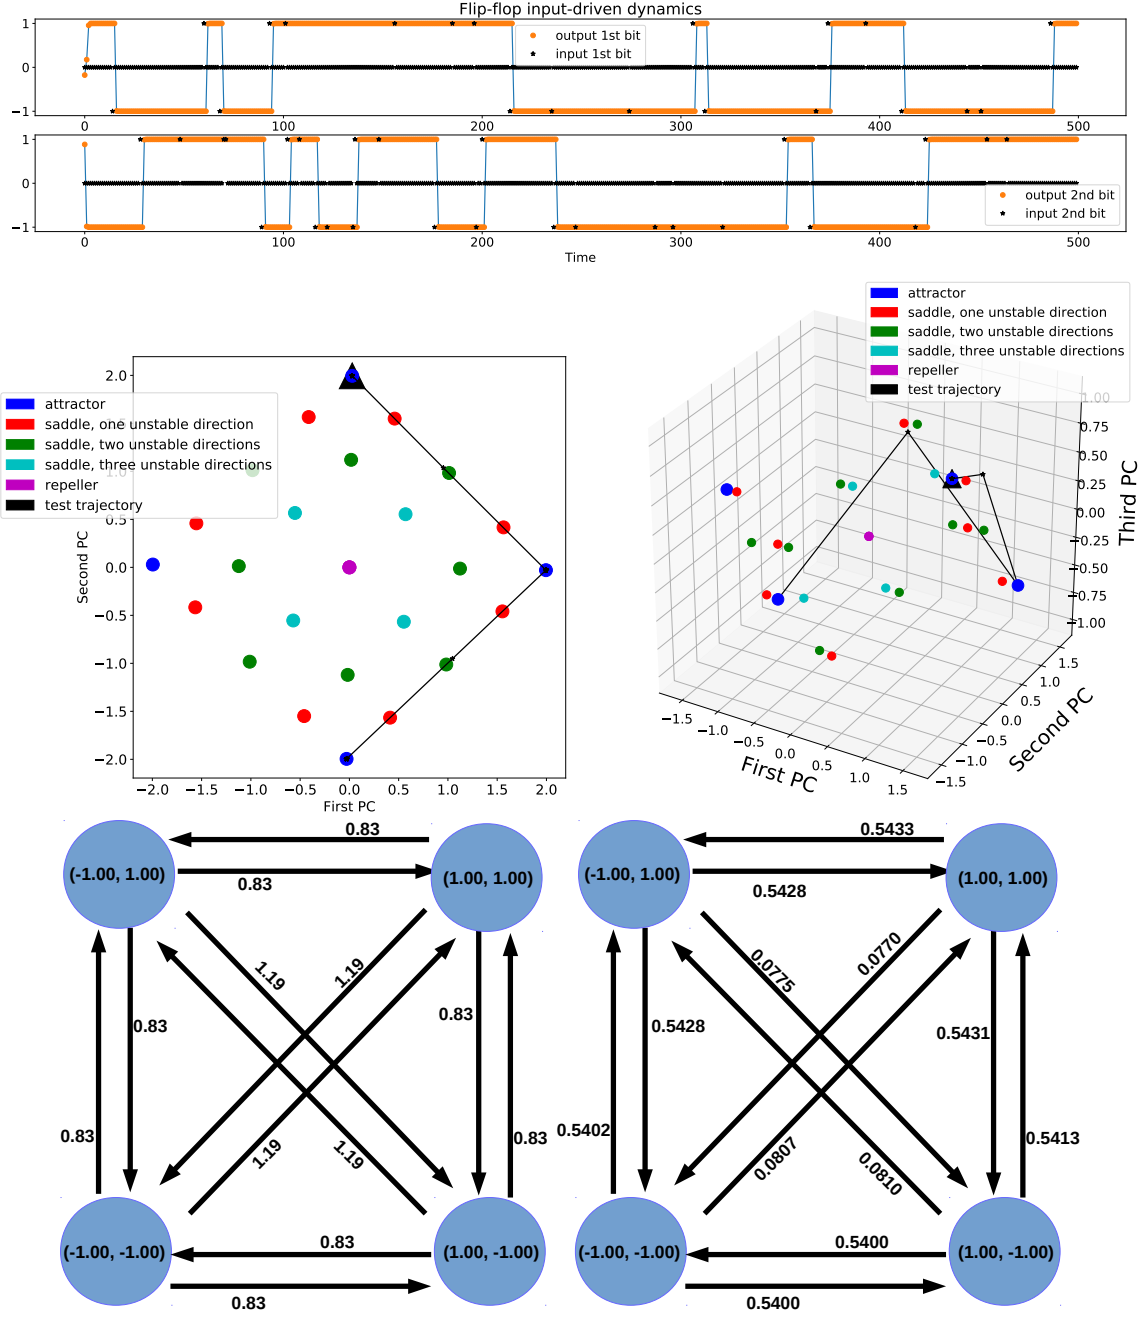 Flip-flop input-driven dynamics
1
0
−1
output 1st bit
input 1st bit
0 100 200 300 400 500
1
0
−1
output 2nd bit
input 2nd bit
0 100 200 300 400 500
Time
attractor
saddle, one unstable direction
saddle, two unstable directions
saddle, three unstable directions
repeller
test trajectory
2.0
1.0
0.5
0.0
−0.5
−1.0
−1.5
−2.0
Second PC
−2.0 −1.5 −1.0 −0.5 0.0 0.5 1.0 1.5 2.0
First PC
attractor
saddle, one unstable direction
saddle, two unstable directions
saddle, three unstable directions
repeller
test trajectory
1.00
0.75
0.50
0.25
0.00
−0.25
−0.50
−0.75
−1.00
Third PC
1.5
1.0
0.5
0.0
−0.5
−1.0
−1.5
Second PC
−1.5 −1.0 −0.5 0.0 0.5 1.0 1.5
First PC
(-1.00, 1.00)
0.83
0.83
(1.00, 1.00)
1.19
1.19
0.83
0.83
0.83
0.83
1.19
1.19
(-1.00, -1.00)
0.83
0.83
(1.00, -1.00)
(-1.00, 1.00)
0.5433
0.5428
(1.00, 1.00)
0.0775
0.0770
0.5428
0.5431
0.5402
0.5413
0.0807
0.0810
(-1.00, -1.00)
0.5400
0.5400
(1.00, -1.00)